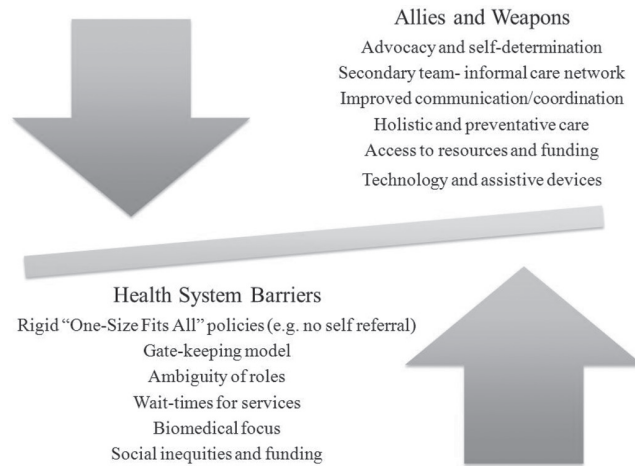 Allies and Weapons
Advocacy and self-determination
Secondary team- informal care network
Improved communication/coordination
Holistic and preventative care
Access to resources and funding
Technology and assistive devices
Health System Barriers
Rigid “One-Size Fits All” policies (e.g. no self referral)
Gate-keeping model
Ambiguity of roles
Wait-times for services
Biomedical focus
Social inequities and funding